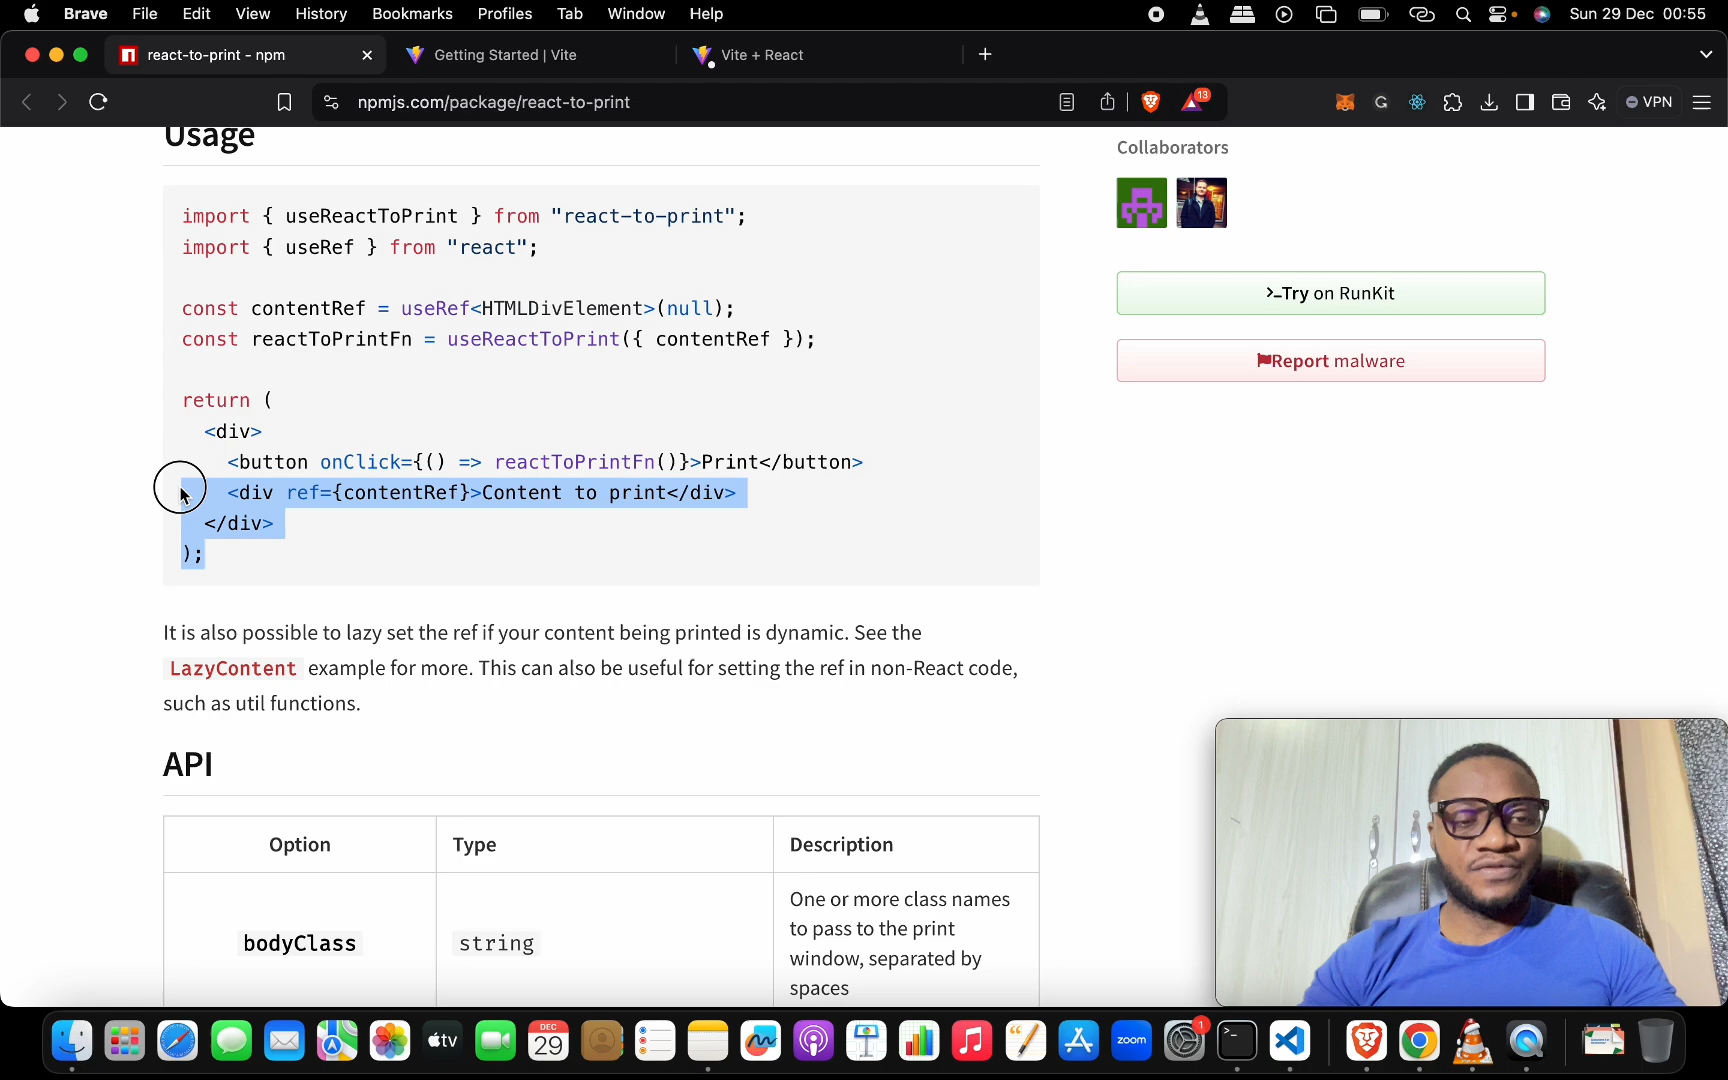 Brave File Edit View History Bookmarks Profiles Tab Window Help Sun 29 Dec 00:55
react-to-print - npm Getting Started | Vite Vite + React
npmjs.com/package/react-to-print 13 G VPN
Usage
import { useReactToPrint } from "react-to-print";
import { useRef } from "react";
const contentRef = useRef<HTMLDivElement>(null);
const reactToPrintFn = useReactToPrint({ contentRef });
return (
<div>
<button onClick={() => reactToPrintFn()}>Print</button>
<div ref={contentRef}>Content to print</div>
</div>
);
It is also possible to lazy set the ref if your content being printed is dynamic. See the
LazyContent example for more. This can also be useful for setting the ref in non-React code,
such as util functions.
API
Option Type Description
bodyClass string One or more class names
to pass to the print
window, separated by
spaces
Collaborators
>_Try on RunKit
Report malware
tv DEC
29 zoom 1 >_